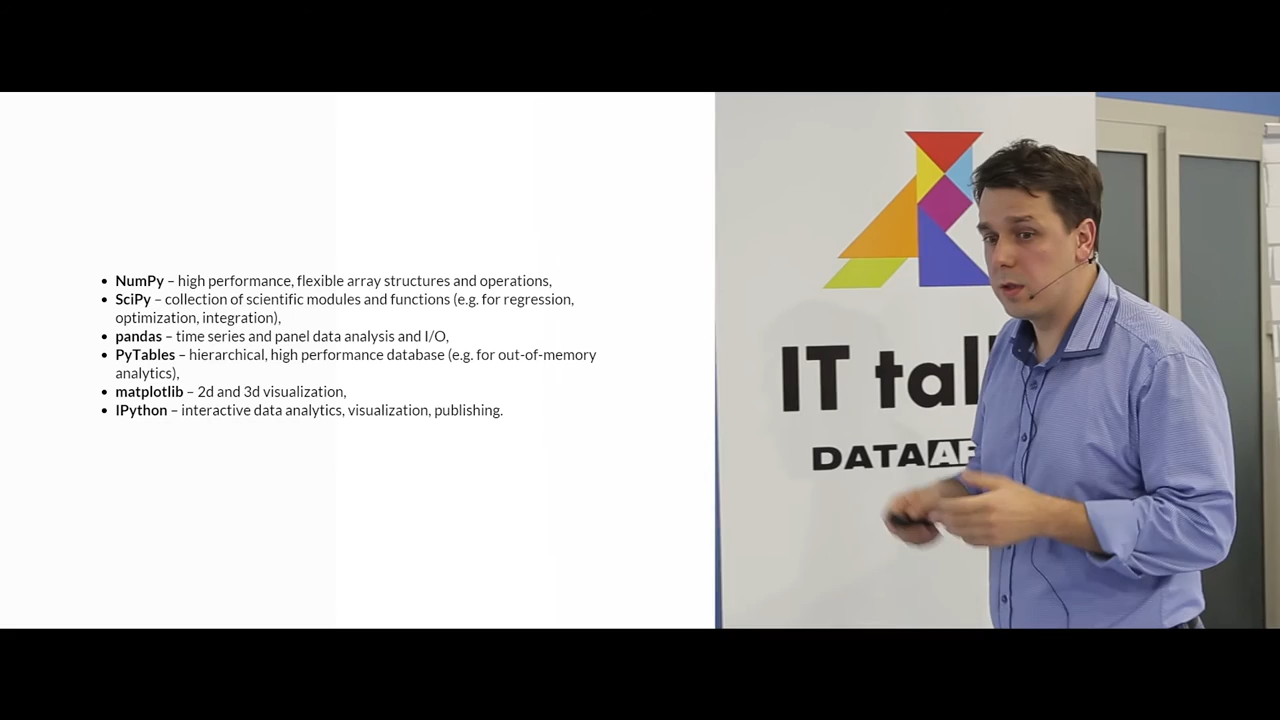 • NumPy – high performance, flexible array structures and operations,
• SciPy – collection of scientific modules and functions (e.g. for regression,
optimization, integration),
• pandas – time series and panel data analysis and I/O,
• PyTables – hierarchical, high performance database (e.g. for out-of-memory
analytics),
• matplotlib – 2d and 3d visualization,
• IPython – interactive data analytics, visualization, publishing.
IT tal
DATAA